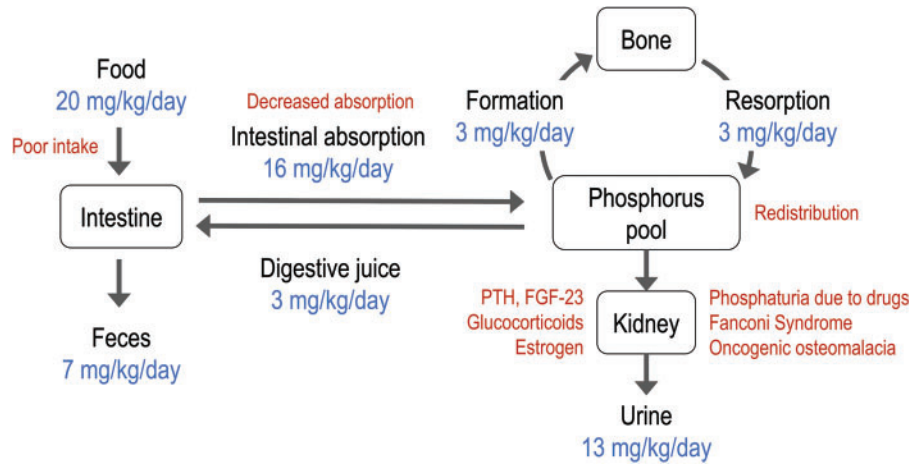 Bone
Food
20 mg/kg/day
Poor intake
Decreased absorption
Intestinal absorption
16 mg/kg/day
Formation
3 mg/kg/day
Resorption
3 mg/kg/day
Intestine
Phosphorus
pool
Redistribution
Digestive juice
3 mg/kg/day
PTH, FGF-23
Glucocorticoids
Estrogen
Kidney
Phosphaturia due to drugs
Fanconi Syndrome
Oncogenic osteomalacia
Feces
7 mg/kg/day
Urine
13 mg/kg/day